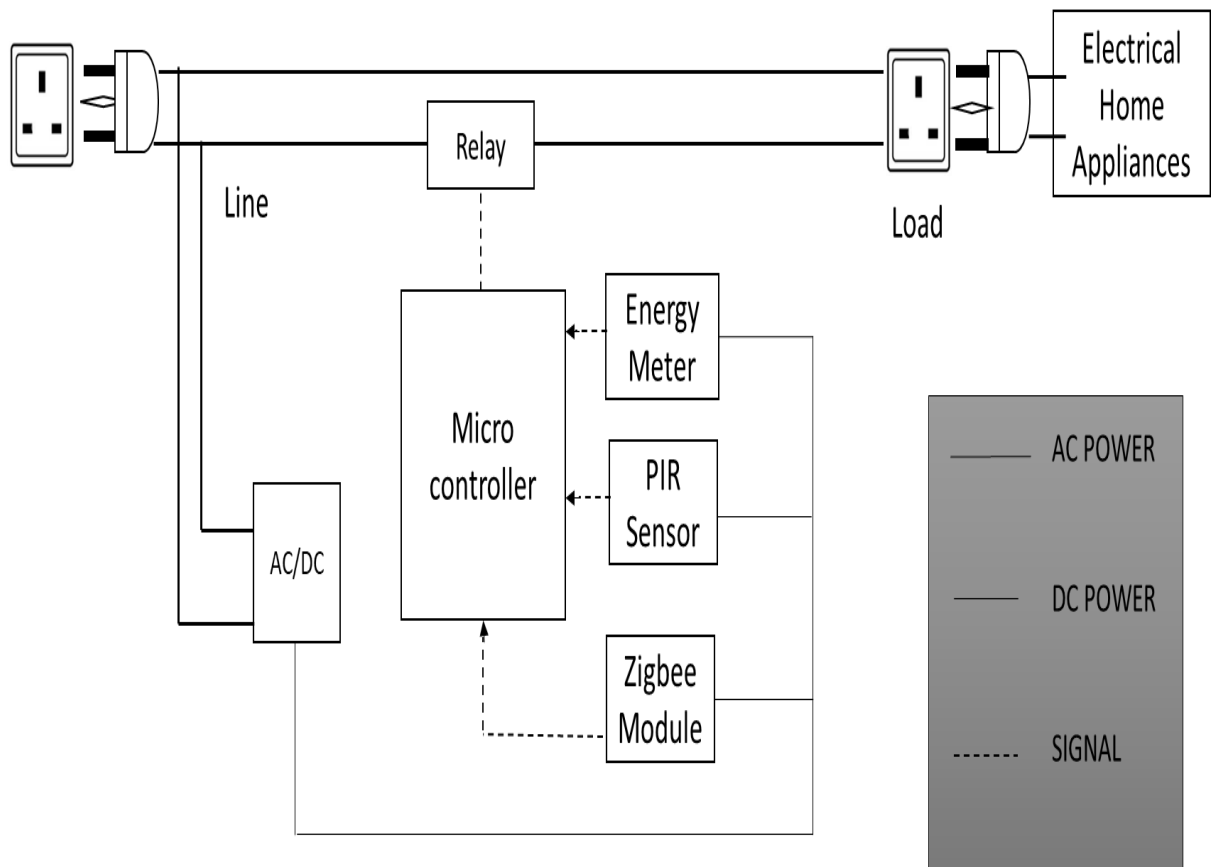 Electrical
Home
Appliances
Relay
Line
Load
Energy
Meter
Micro
controller
PIR
Sensor
AC/DC
Zigbee
Module
AC POWER
DC POWER
SIGNAL